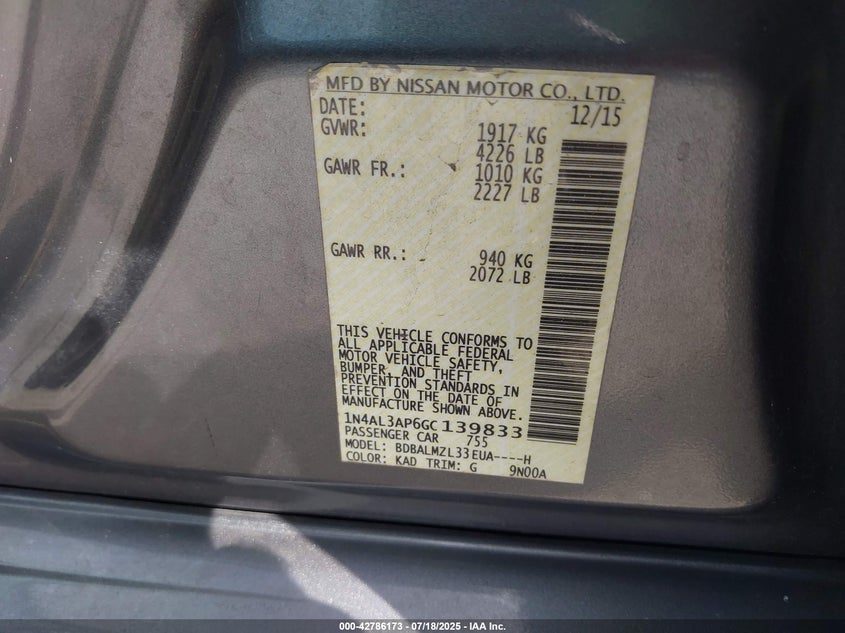 MFD BY NISSAN MOTOR CO., LTD.
DATE: 12/15
GVWR: 1917 KG
4226 LB
GAWR FR.: 1010 KG
2227 LB
GAWR RR.: 940 KG
2072 LB
THIS VEHICLE CONFORMS TO
ALL APPLICABLE FEDERAL
MOTOR VEHICLE SAFETY,
BUMPER, AND THEFT
PREVENTION STANDARDS IN
EFFECT ON THE DATE OF
MANUFACTURE SHOWN ABOVE.
1N4AL3AP6GC139833
PASSENGER CAR 755
MODEL: BDBALMZL33EUA----H
COLOR: KAD TRIM: G 9N00A
000-42786173 — 07/18/2025 - IAA Inc.